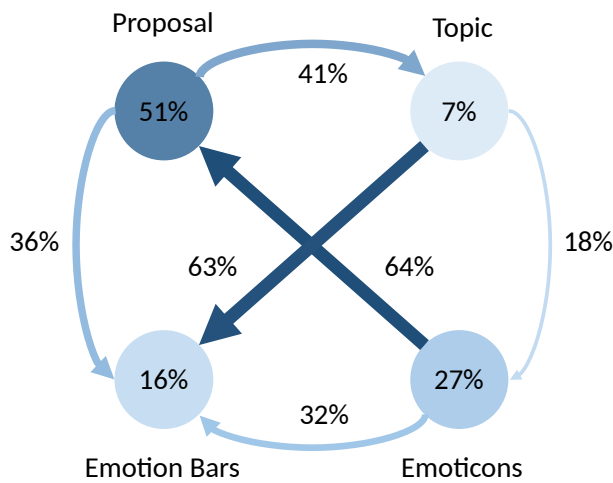 Proposal
Topic
41%
51%
7%
36%
18%
63%
64%
16%
27%
32%
Emotion Bars
Emoticons